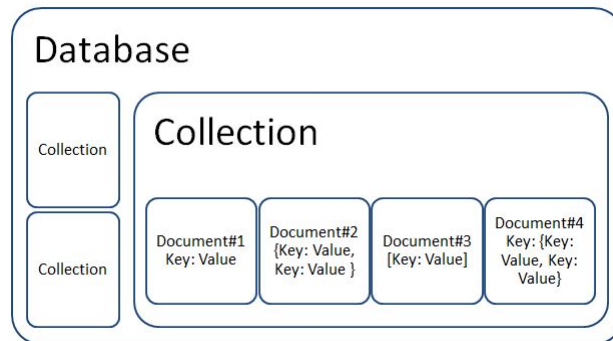 Database
Collection
Collection
Collection
Document#1
Key: Value
Document#2
{Key: Value,
Key: Value }
Document#3
[Key: Value]
Document#4
Key: {Key:
Value, Key:
Value}